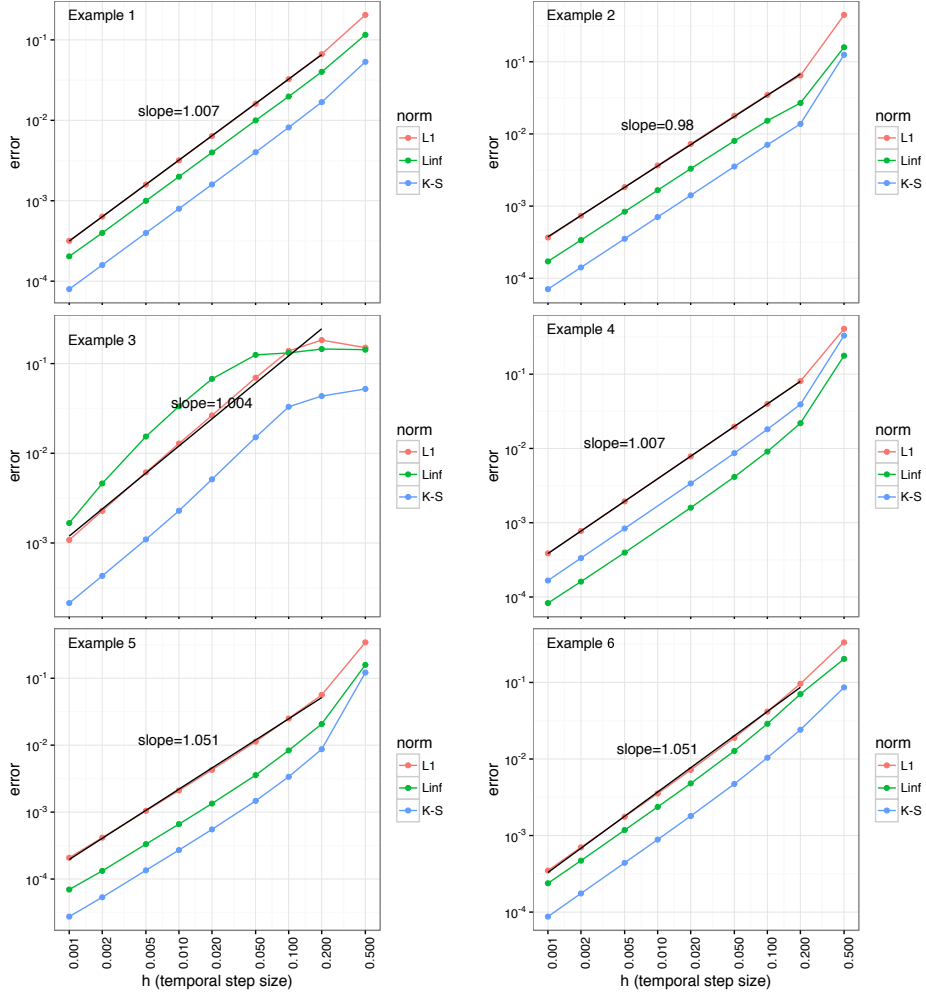 Example 1
10-1
10-2
10-3
10-4
error
slope=1.007
norm
L1
Linf
K-S
Example 2
10-1
10-2
10-3
10-4
error
slope=0.98
norm
L1
Linf
K-S
Example 3
10-1
10-2
10-3
error
slope=1.004
norm
L1
Linf
K-S
Example 4
10-1
10-2
10-3
10-4
error
slope=1.007
norm
L1
Linf
K-S
Example 5
10-1
10-2
10-3
10-4
error
slope=1.051
norm
L1
Linf
K-S
0.001 0.002 0.005 0.010 0.020 0.050 0.100 0.200 0.500
h (temporal step size)
Example 6
10-1
10-2
10-3
10-4
error
slope=1.051
norm
L1
Linf
K-S
0.001 0.002 0.005 0.010 0.020 0.050 0.100 0.200 0.500
h (temporal step size)